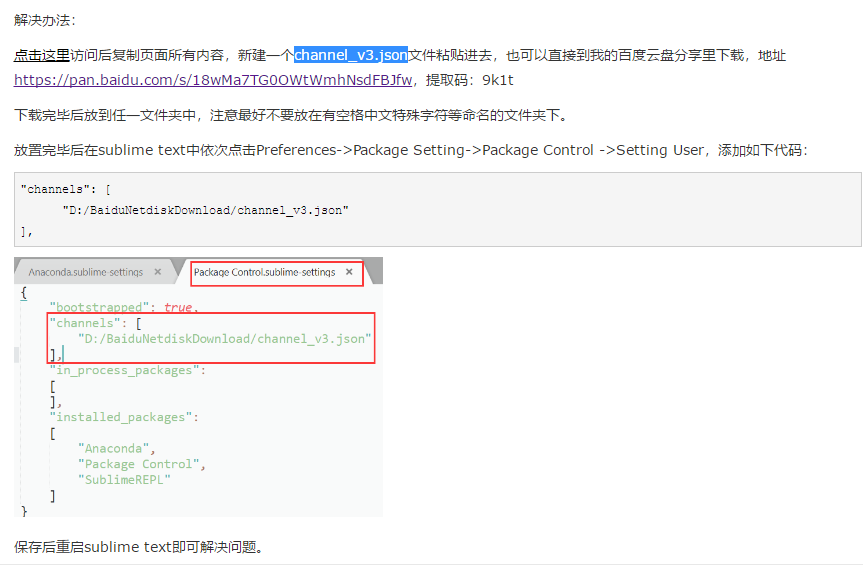 解决办法：
点击这里访问后复制页面所有内容，新建一个channel_v3.json文件粘贴进去，也可以直接到我的百度云盘分享里下载，地址
https://pan.baidu.com/s/18wMa7TG0OWtWmhNsdFBJfw，提取码：9k1t
下载完毕后放到任一文件夹中，注意最好不要放在有空格中文特殊字符等命名的文件夹下。
放置完毕后在sublime text中依次点击Preferences->Package Setting->Package Control ->Setting User，添加如下代码：
"channels": [
"D:/BaiduNetdiskDownload/channel_v3.json"
],
Anaconda.sublime-settings × Package Control.sublime-settings ×
{
"bootstrapped": true,
"channels": [
"D:/BaiduNetdiskDownload/channel_v3.json"
],
"in_process_packages":
[
],
"installed_packages":
[
"Anaconda",
"Package Control",
"SublimeREPL"
]
}
保存后重启sublime text即可解决问题。